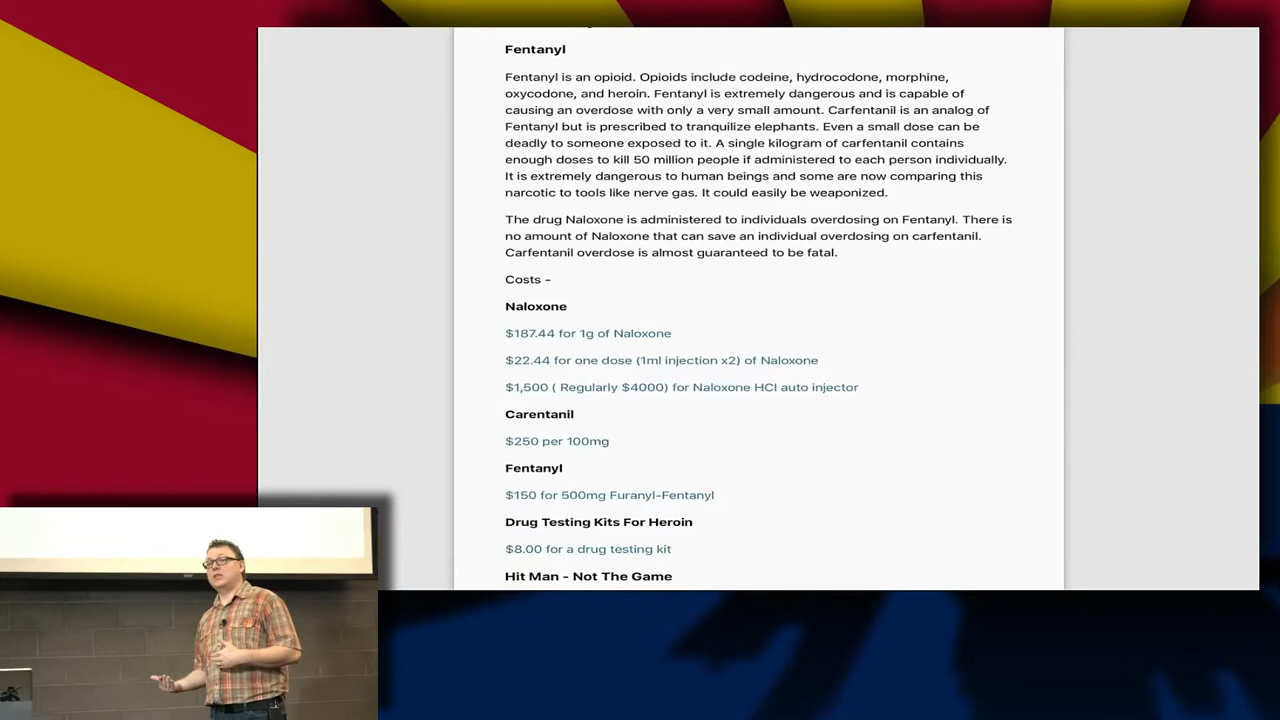 Fentanyl
Fentanyl is an opioid. Opioids include codeine, hydrocodone, morphine,
oxycodone, and heroin. Fentanyl is extremely dangerous and is capable of
causing an overdose with only a very small amount. Carfentanil is an analog of
Fentanyl but is prescribed to tranquilize elephants. Even a small dose can be
deadly to someone exposed to it. A single kilogram of carfentanil contains
enough doses to kill 50 million people if administered to each person individually.
It is extremely dangerous to human beings and some are now comparing this
narcotic to tools like nerve gas. It could easily be weaponized.
The drug Naloxone is administered to individuals overdosing on Fentanyl. There is
no amount of Naloxone that can save an individual overdosing on carfentanil.
Carfentanil overdose is almost guaranteed to be fatal.
Costs -
Naloxone
$187.44 for 1g of Naloxone
$22.44 for one dose (1ml injection x2) of Naloxone
$1,500 ( Regularly $4000) for Naloxone HCI auto injector
Carentanil
$250 per 100mg
Fentanyl
$150 for 500mg Furanyl-Fentanyl
Drug Testing Kits For Heroin
$8.00 for a drug testing kit
Hit Man - Not The Game